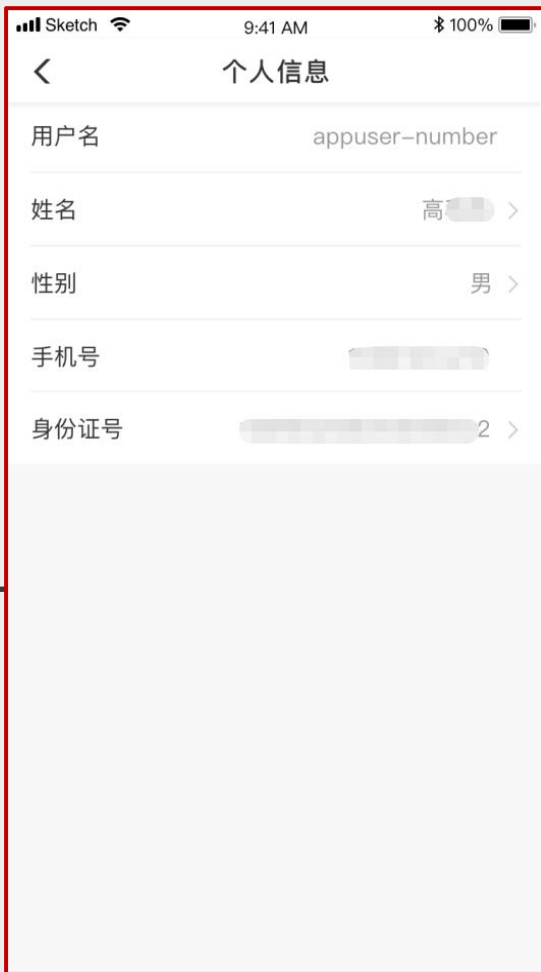 Sketch 9:41 AM 100%
个人信息
用户名 appuser-number
姓名 高
性别 男
手机号
身份证号 2